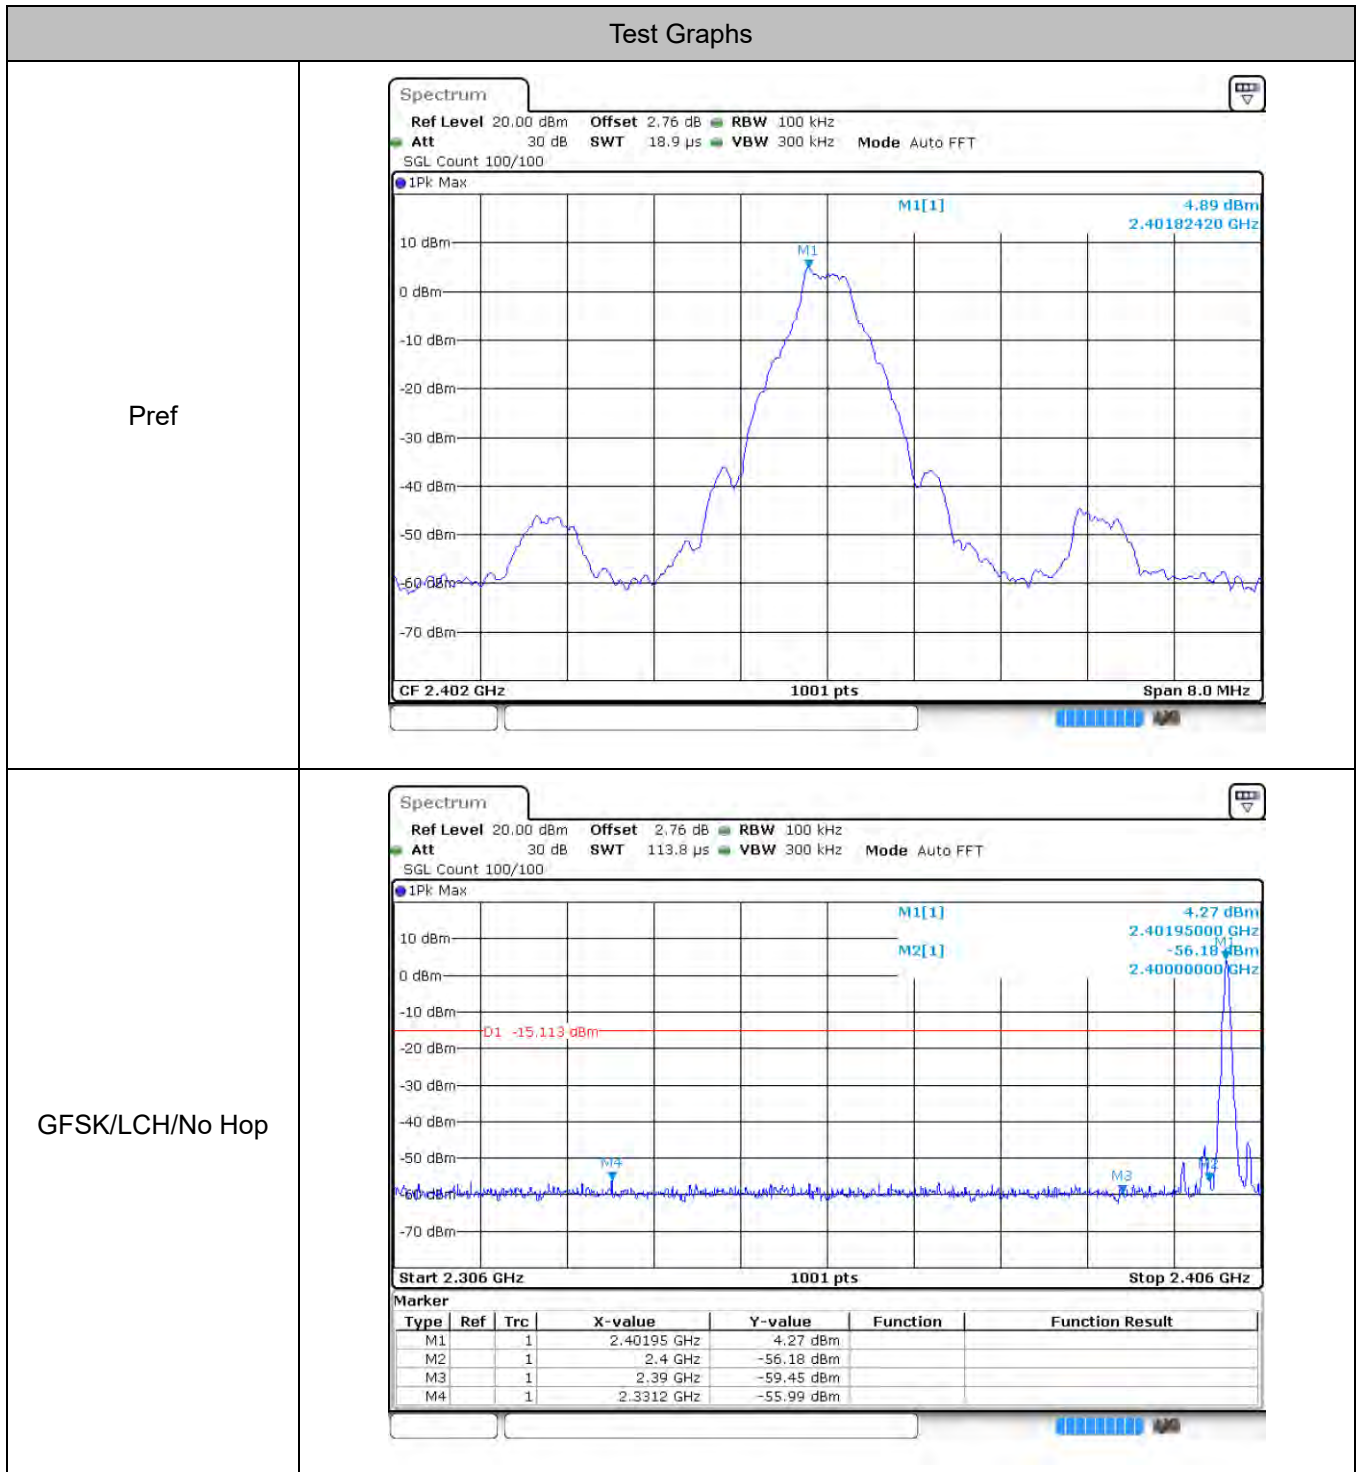 Test Graphs
Pref
Spectrum
Ref Level 20.00 dBm Offset 2.76 dB RBW 100 kHz
Att 30 dB SWT 18.9 µs VBW 300 kHz Mode Auto FFT
SGL Count 100/100
1Pk Max
M1[1] 4.89 dBm
2.40182420 GHz
10 dBm
M1
0 dBm
-10 dBm
-20 dBm
-30 dBm
-40 dBm
-50 dBm
-60 dBm
-70 dBm
CF 2.402 GHz 1001 pts Span 8.0 MHz
GFSK/LCH/No Hop
Spectrum
Ref Level 20.00 dBm Offset 2.76 dB RBW 100 kHz
Att 30 dB SWT 113.8 µs VBW 300 kHz Mode Auto FFT
SGL Count 100/100
1Pk Max
M1[1] 4.27 dBm
2.40195000 GHz
10 dBm
M1
M2[1] -56.18 dBm
2.40000000 GHz
0 dBm
-10 dBm
D1 -15.113 dBm
-20 dBm
-30 dBm
-40 dBm
-50 dBm
M4
M2
M3
-60 dBm
-70 dBm
Start 2.306 GHz 1001 pts Stop 2.406 GHz
Marker
Type Ref Trc X-value Y-value Function Function Result
M1 1 2.40195 GHz 4.27 dBm
M2 1 2.4 GHz -56.18 dBm
M3 1 2.39 GHz -59.45 dBm
M4 1 2.3312 GHz -55.99 dBm